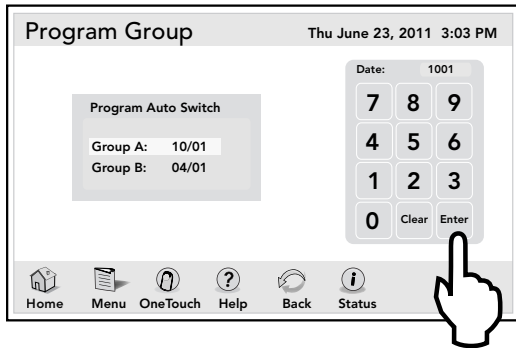 Program Group Thu June 23, 2011 3:03 PM
Date: 1001
Program Auto Switch
Group A: 10/01
Group B: 04/01
7 8 9
4 5 6
1 2 3
0 Clear Enter
?
i
Home Menu OneTouch Help Back Status